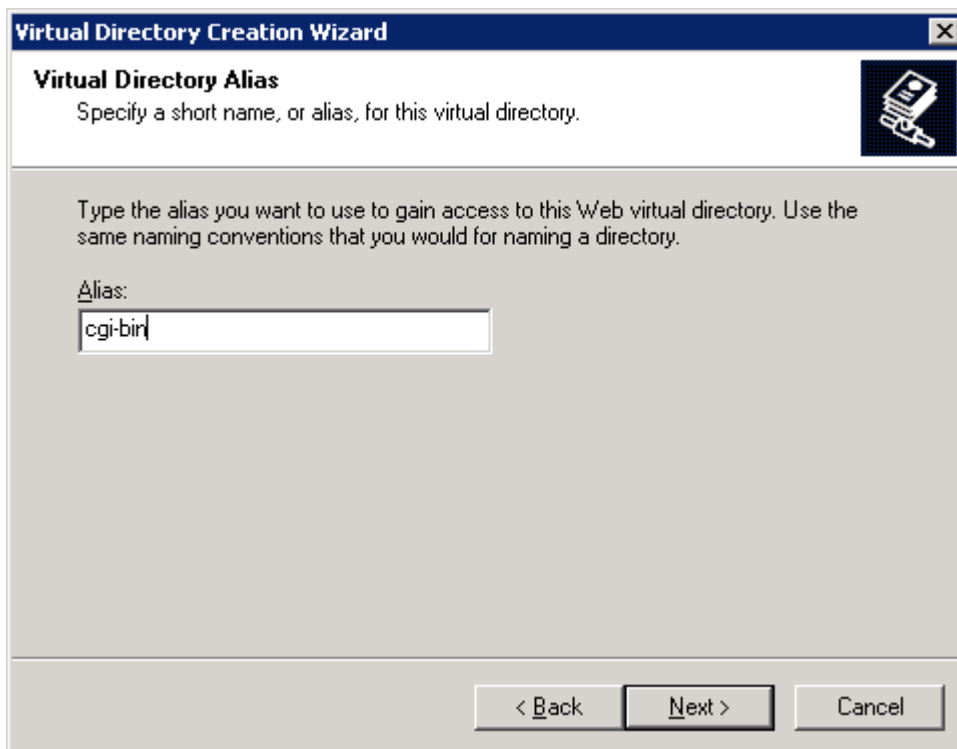 Virtual Directory Creation Wizard
Virtual Directory Alias
Specify a short name, or alias, for this virtual directory.
Type the alias you want to use to gain access to this Web virtual directory. Use the
same naming conventions that you would for naming a directory.
Alias:
cgi-bin
< Back Next > Cancel